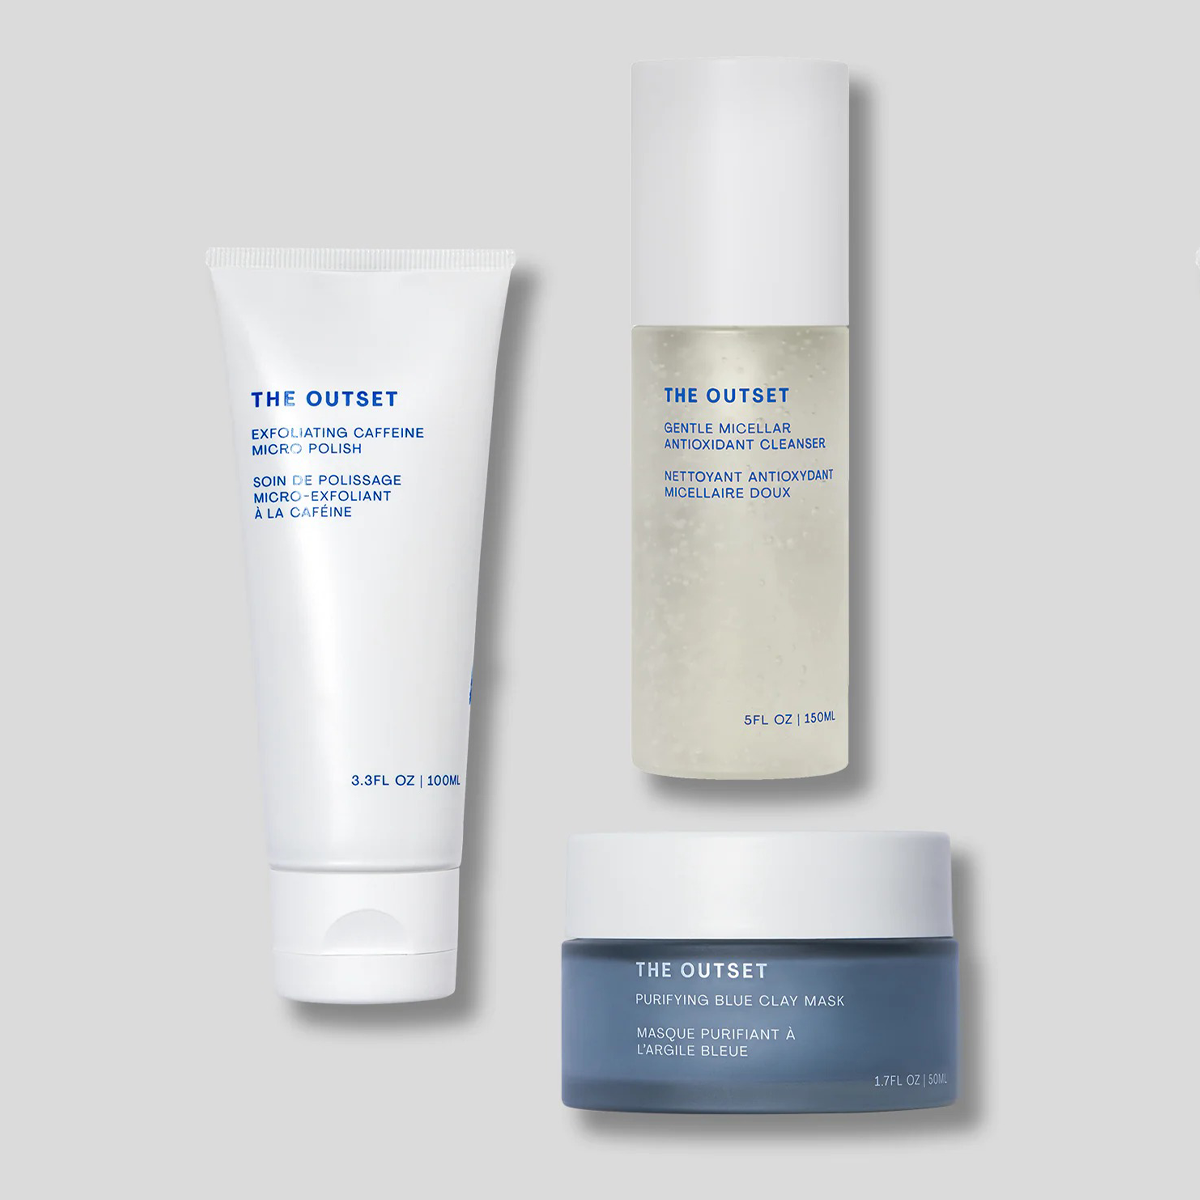 THE OUTSET
EXFOLIATING CAFFEINE
MICRO POLISH
SOIN DE POLISSAGE
MICRO-EXFOLIANT
À LA CAFÉINE
3.3FL OZ | 100ML
THE OUTSET
GENTLE MICELLAR
ANTIOXIDANT CLEANSER
NETTOYANT ANTIOXYDANT
MICELLAIRE DOUX
5FL OZ | 150ML
THE OUTSET
PURIFYING BLUE CLAY MASK
MASQUE PURIFIANT À
L'ARGILE BLEUE
1.7FL OZ | 50ML